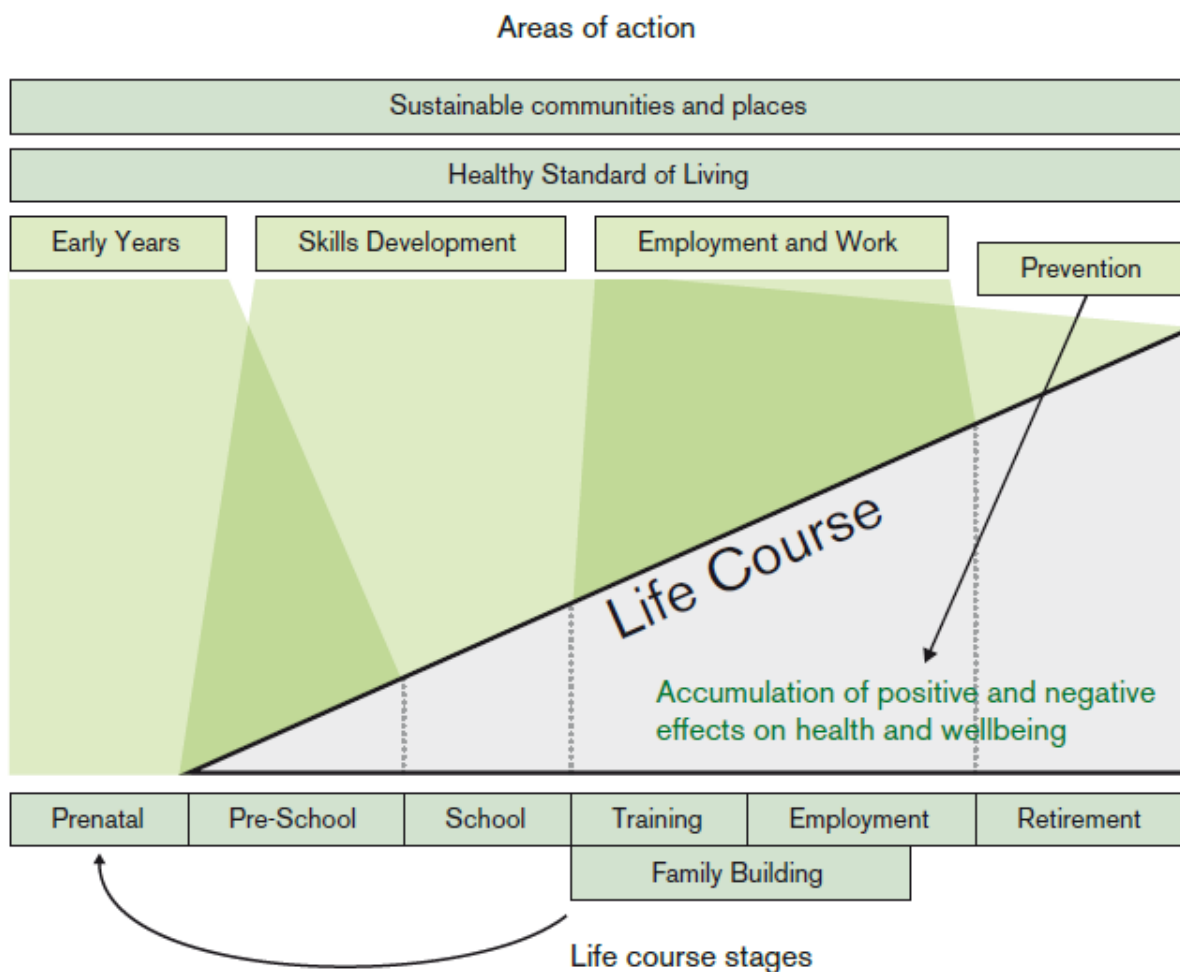 Areas of action
Sustainable communities and places
Healthy Standard of Living
Early Years
Skills Development
Employment and Work
Prevention
Life Course
Accumulation of positive and negative
effects on health and wellbeing
Prenatal
Pre-School
School
Training
Employment
Retirement
Family Building
Life course stages